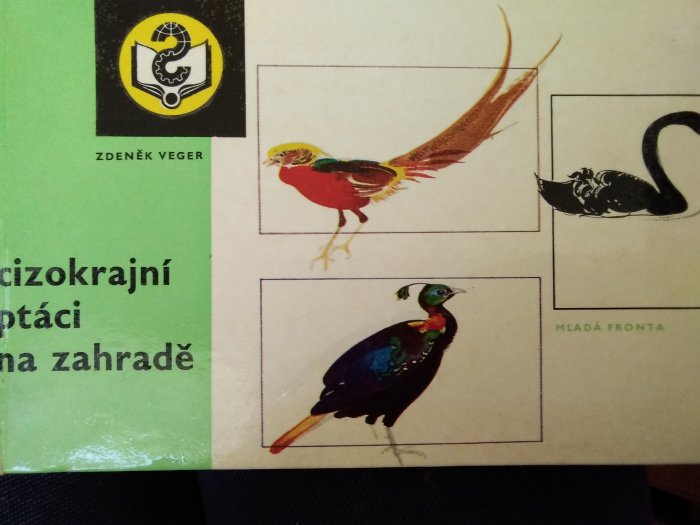 ZDENĚK VEGER
cizokrajní
ptáci
na zahradě
MLADÁ FRONTA